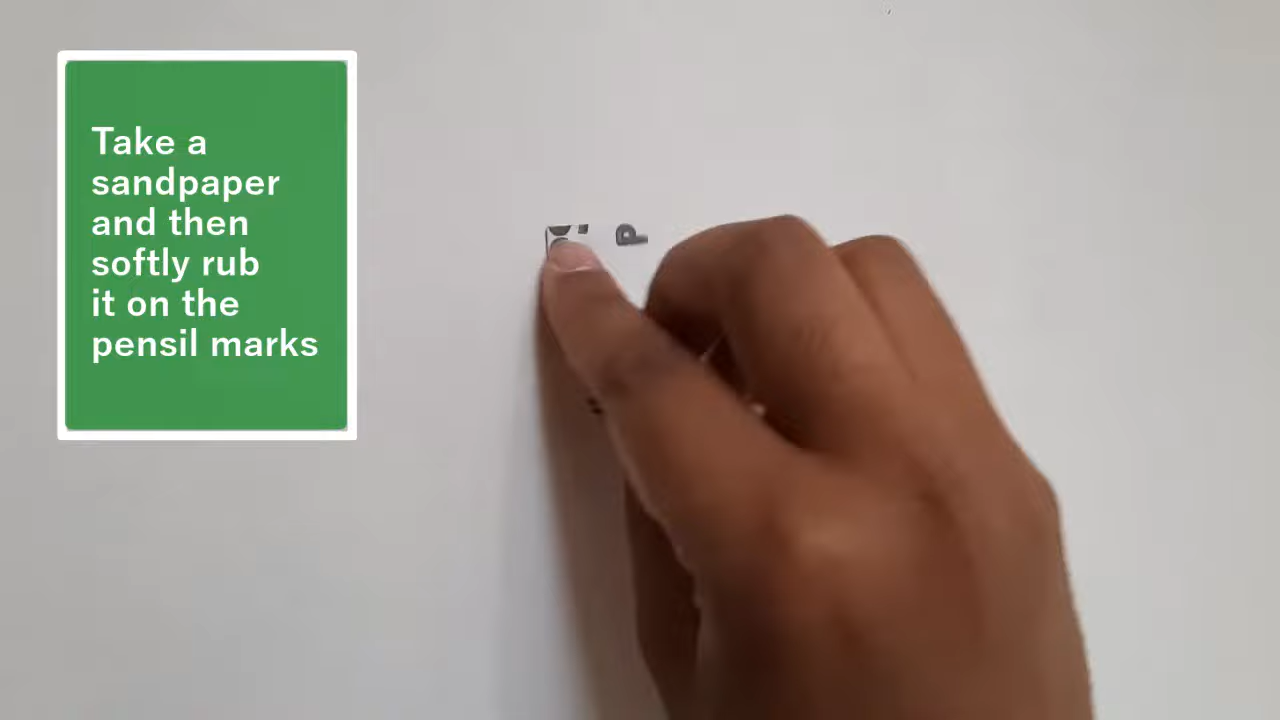 Take a
sandpaper
and then
softly rub
it on the
pensil marks
P